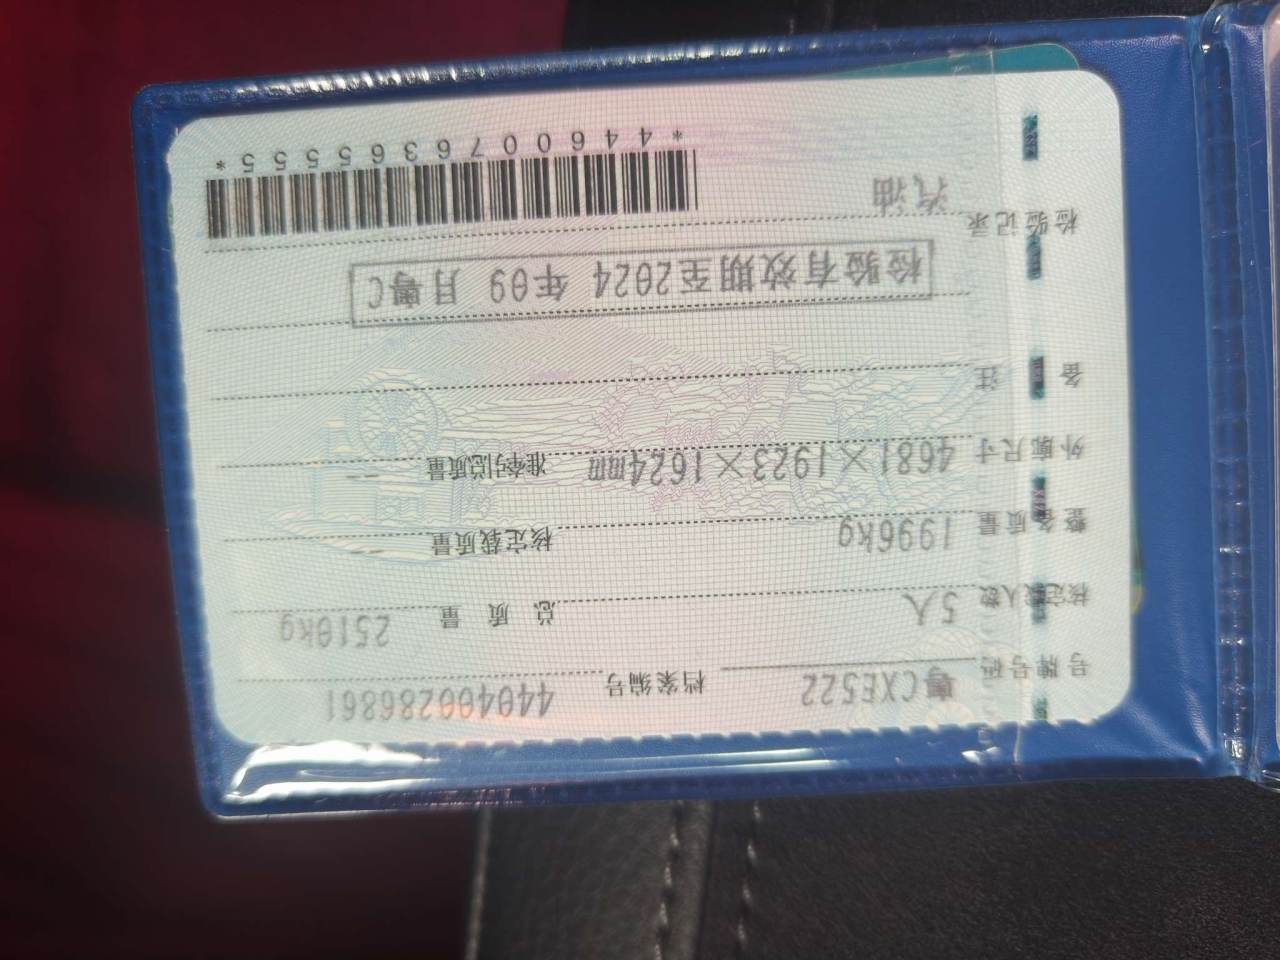 号牌号码 粤CXE522 档案编号 440400286861
核定载人数 5人 总质量 2510kg
整备质量 1996kg 核定载质量 --
外廓尺寸 4681×1923×1624mm 准牵引总质量 --
备 注
检验有效期至2024年09月粤C
检验记录
汽油
*4460076365555*